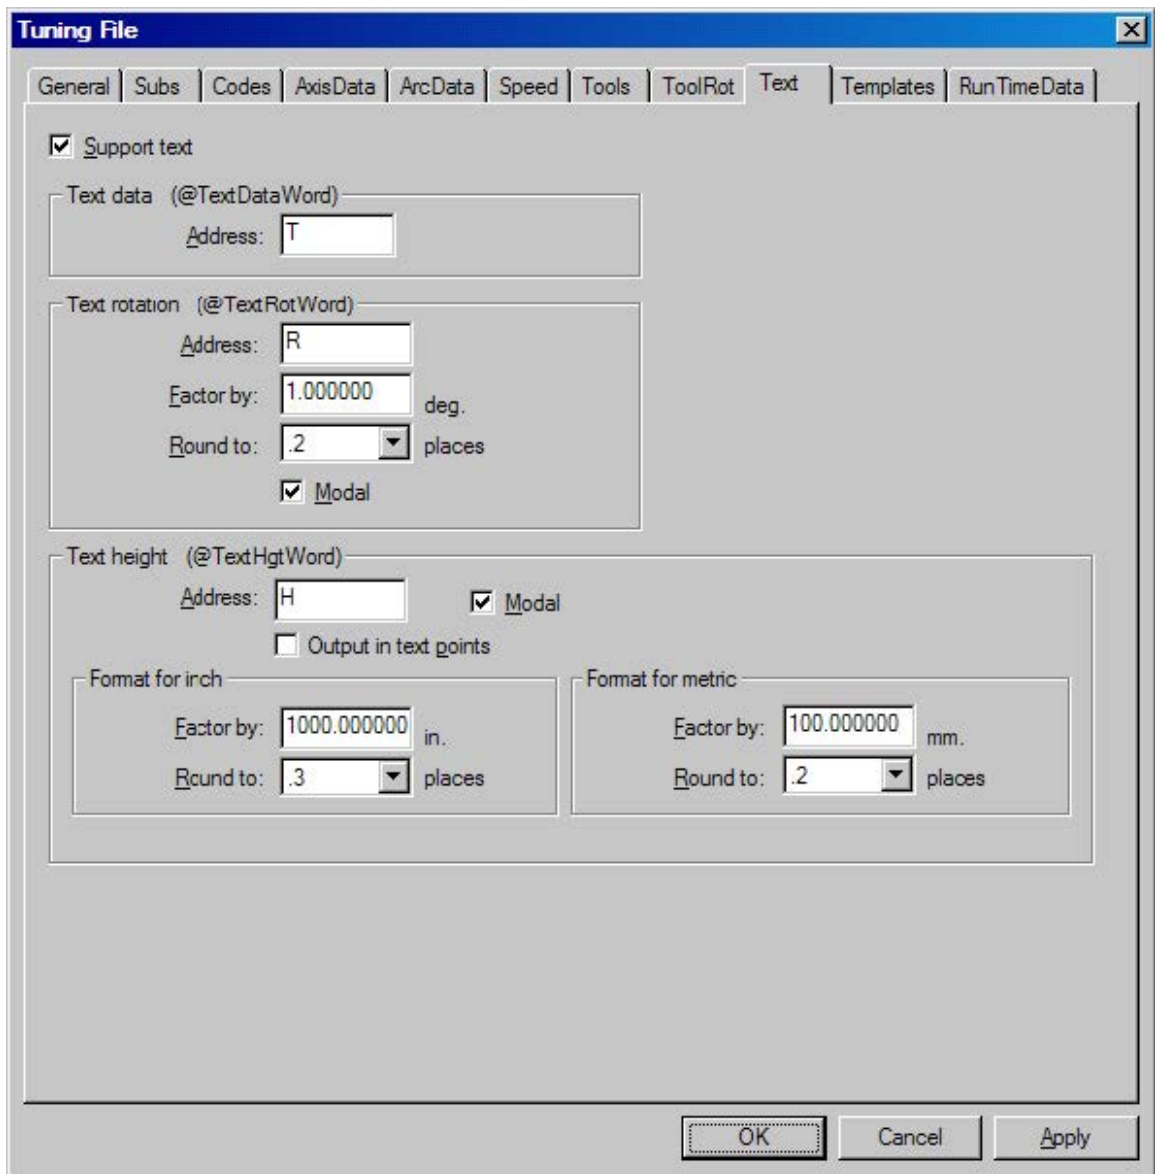 Tuning File
General Subs Codes AxisData ArcData Speed Tools ToolRot Text Templates RunTimeData
Support text
Text data (@TextDataWord)
Address: T
Text rotation (@TextRotWord)
Address: R
Factor by: 1.000000 deg.
Round to: .2 places
Modal
Text height (@TextHgtWord)
Address: H Modal
Output in text points
Format for inch Format for metric
Factor by: 1000.000000 in. Factor by: 100.000000 mm.
Round to: .3 places Round to: .2 places
OK Cancel Apply